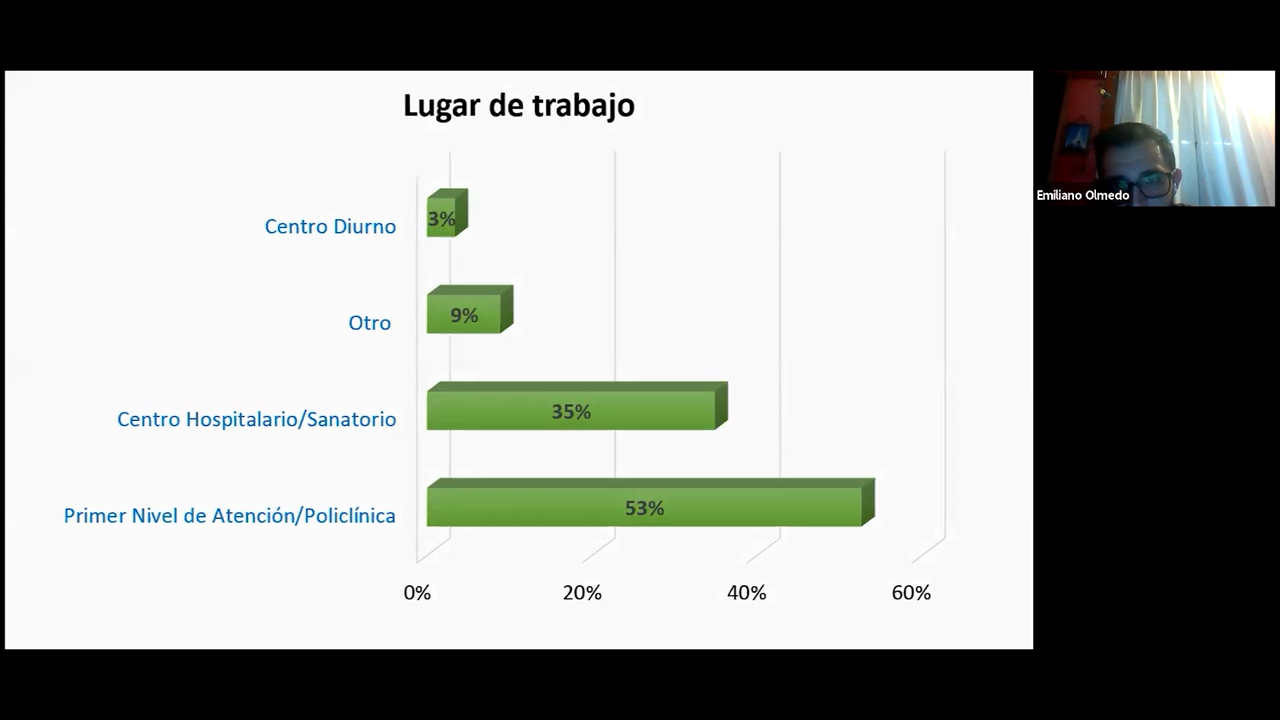 Lugar de trabajo
Centro Diurno
3%
Otro
9%
Centro Hospitalario/Sanatorio
35%
Primer Nivel de Atención/Policlínica
53%
0%
20%
40%
60%
Emiliano Olmedo